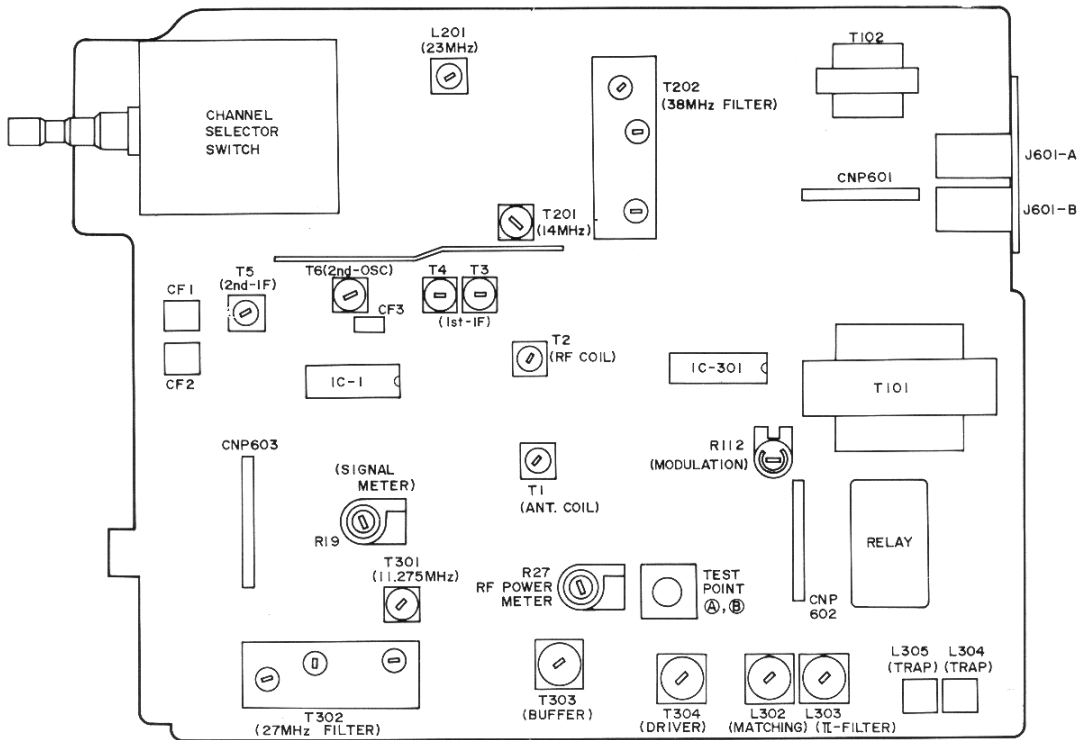 L201
(23MHz)
T102
T202
(38MHz FILTER)
CHANNEL
SELECTOR
SWITCH
J601-A
CNP601
J601-B
T201
(14MHz)
T5
(2nd-IF)
T6(2nd-OSC)
T4
T3
(1st-IF)
CF1
CF3
CF2
T2
(RF COIL)
IC-1
IC-301
T101
CNP603
R112
(MODULATION)
(SIGNAL
METER)
R19
T1
(ANT. COIL)
RELAY
T301
(11.275MHz)
R27
RF POWER
METER
TEST
POINT
Ⓐ,Ⓑ
CNP
602
L305
(TRAP)
L304
(TRAP)
T302
(27MHz FILTER)
T303
(BUFFER)
T304
(DRIVER)
L302
(MATCHING)
L303
(π-FILTER)